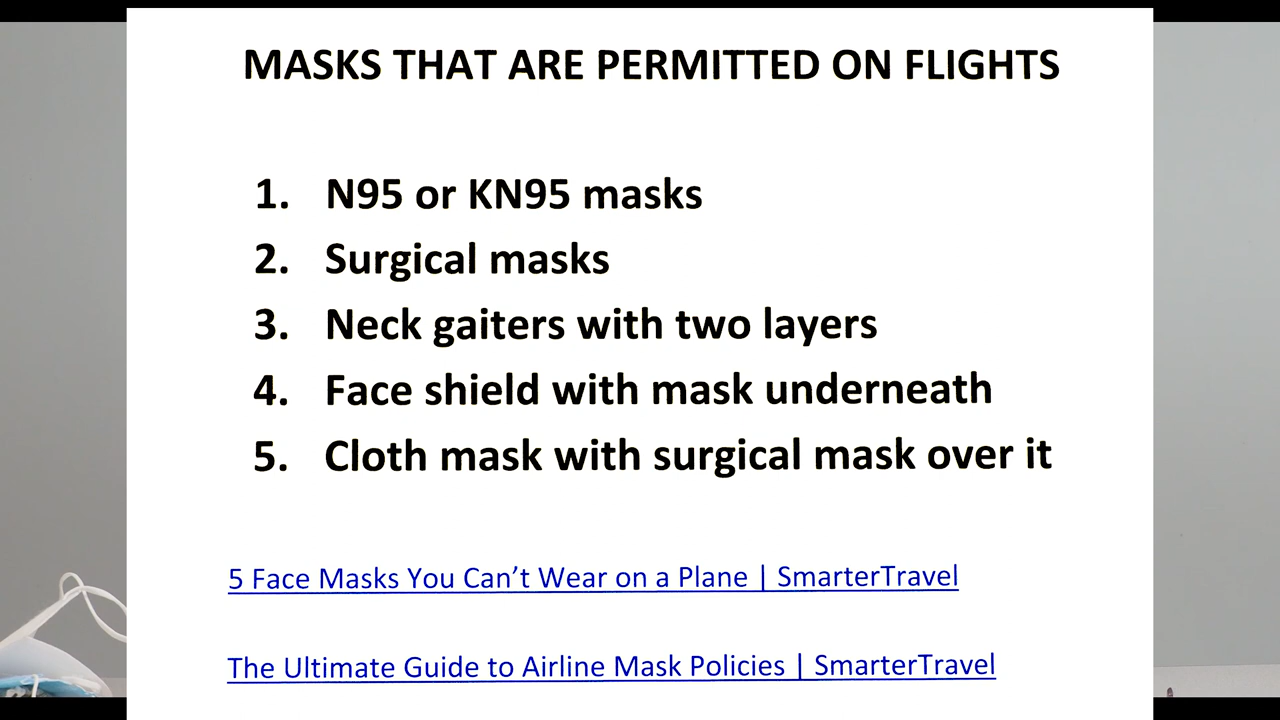 MASKS THAT ARE PERMITTED ON FLIGHTS
1. N95 or KN95 masks
2. Surgical masks
3. Neck gaiters with two layers
4. Face shield with mask underneath
5. Cloth mask with surgical mask over it
5 Face Masks You Can’t Wear on a Plane | SmarterTravel
The Ultimate Guide to Airline Mask Policies | SmarterTravel